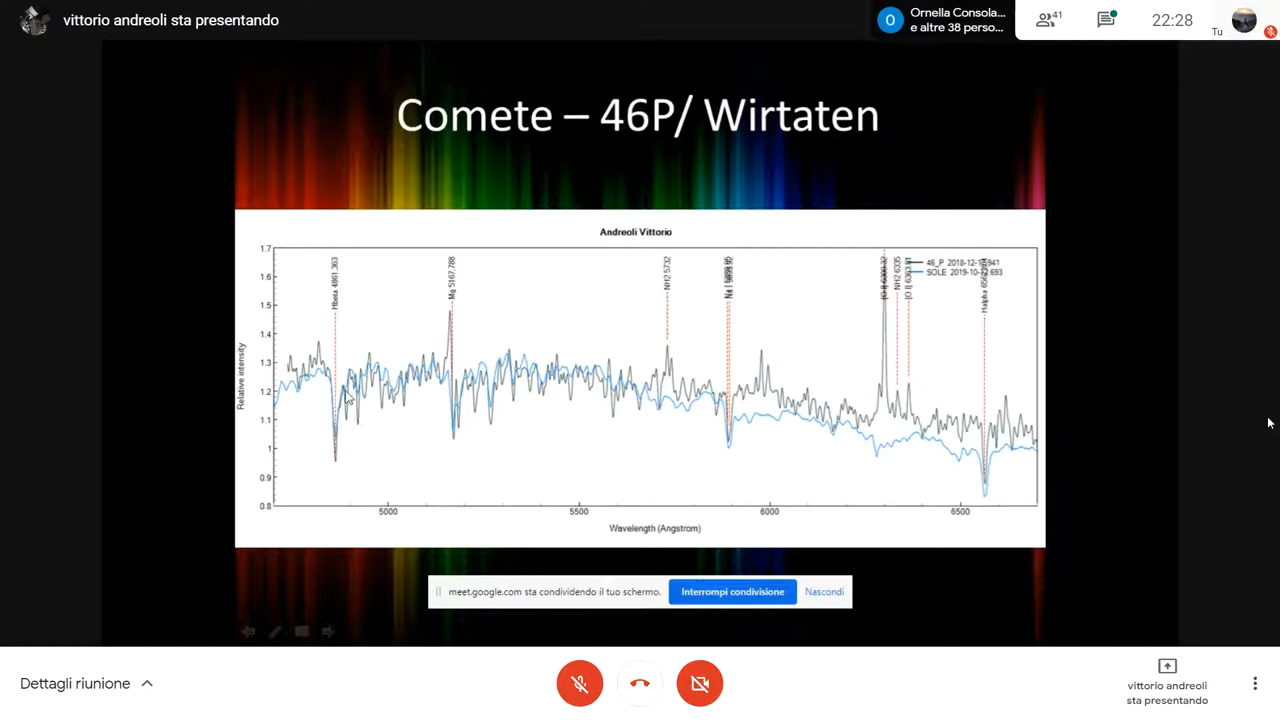 vittorio andreoli sta presentando
O
Ornella Consola...
e altre 38 perso...
41
22:28
Tu
Comete – 46P/ Wirtaten
Andreoli Vittorio
Relative intensity
1.7
1.6
1.5
1.4
1.3
1.2
1.1
1
0.9
0.8
Hbeta 4861.363
Mg 5167.788
NH2 5732
NH2 6335
46_P 2018-12-
SOLE 2019-10-
5000
5500
6000
6500
Wavelength (Angstrom)
meet.google.com sta condividendo il tuo schermo.
Interrompi condivisione
Nascondi
Dettagli riunione
vittorio andreoli
sta presentando